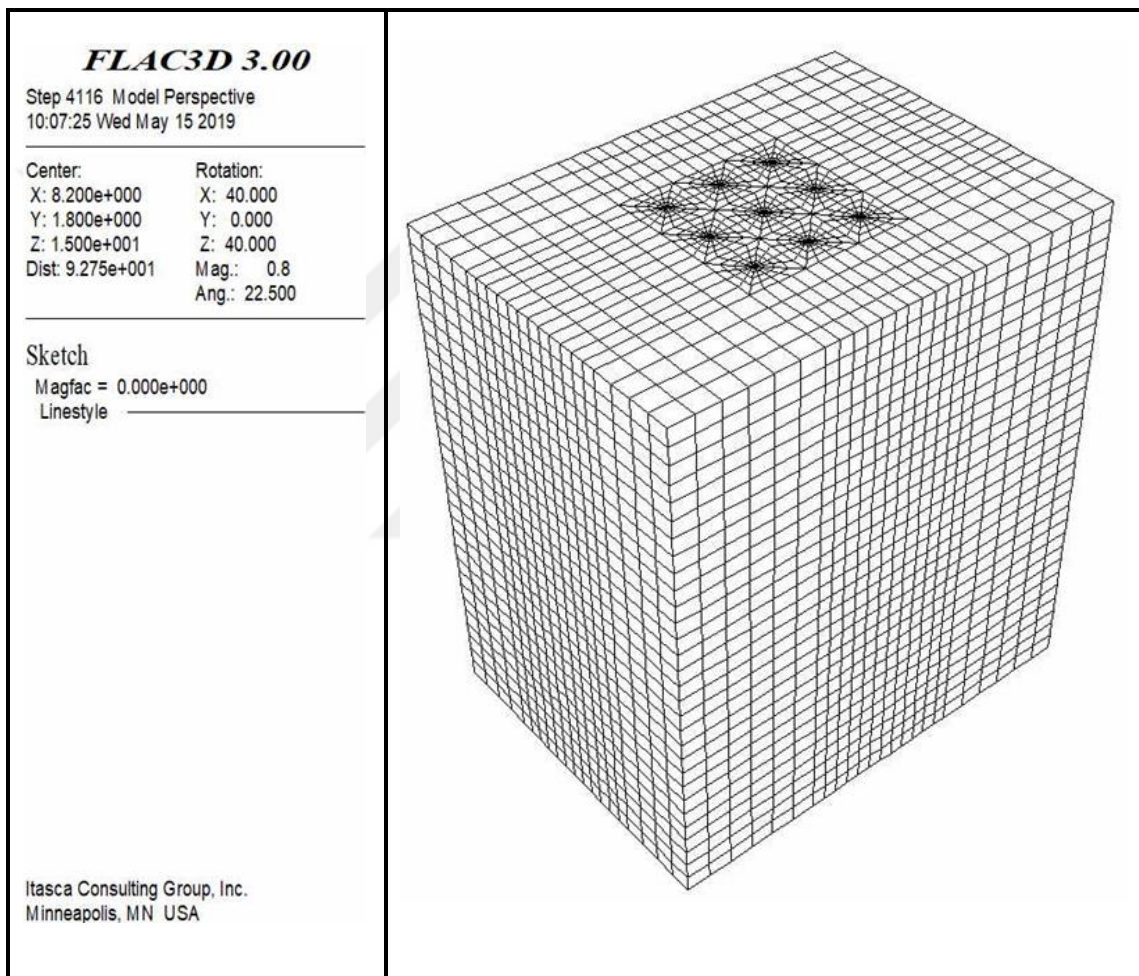 FLAC3D 3.00
Step 4116 Model Perspective
10:07:25 Wed May 15 2019
Center:
X: 8.200e+000
Y: 1.800e+000
Z: 1.500e+001
Dist: 9.275e+001
Rotation:
X: 40.000
Y: 0.000
Z: 40.000
Mag.: 0.8
Ang.: 22.500
Sketch
Magfac = 0.000e+000
Linestyle
Itasca Consulting Group, Inc.
Minneapolis, MN USA